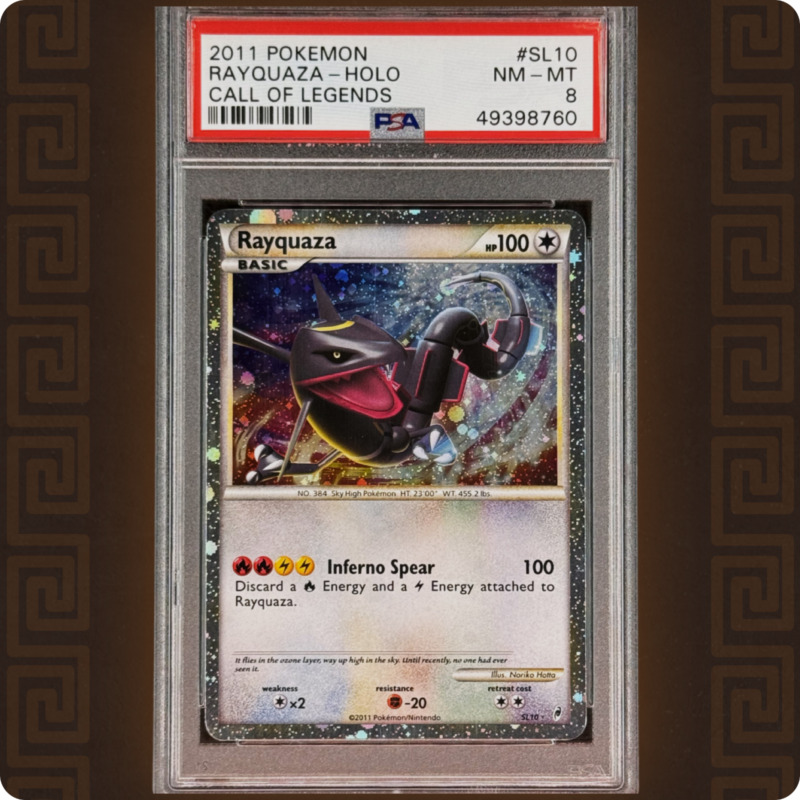 2011 POKEMON #SL10
RAYQUAZA - HOLO NM - MT
CALL OF LEGENDS 8
PSA 49398760
Rayquaza HP100
BASIC
NO. 384 Sky High Pokémon HT. 23'00" WT. 455.2 lbs.
Inferno Spear 100
Discard a Energy and a Energy attached to
Rayquaza.
It flies in the ozone layer, way up high in the sky. Until recently, no one had ever
seen it.
Illus. Noriko Hotta
weakness resistance retreat cost
x2 -20
©2011 Pokémon/Nintendo SL10